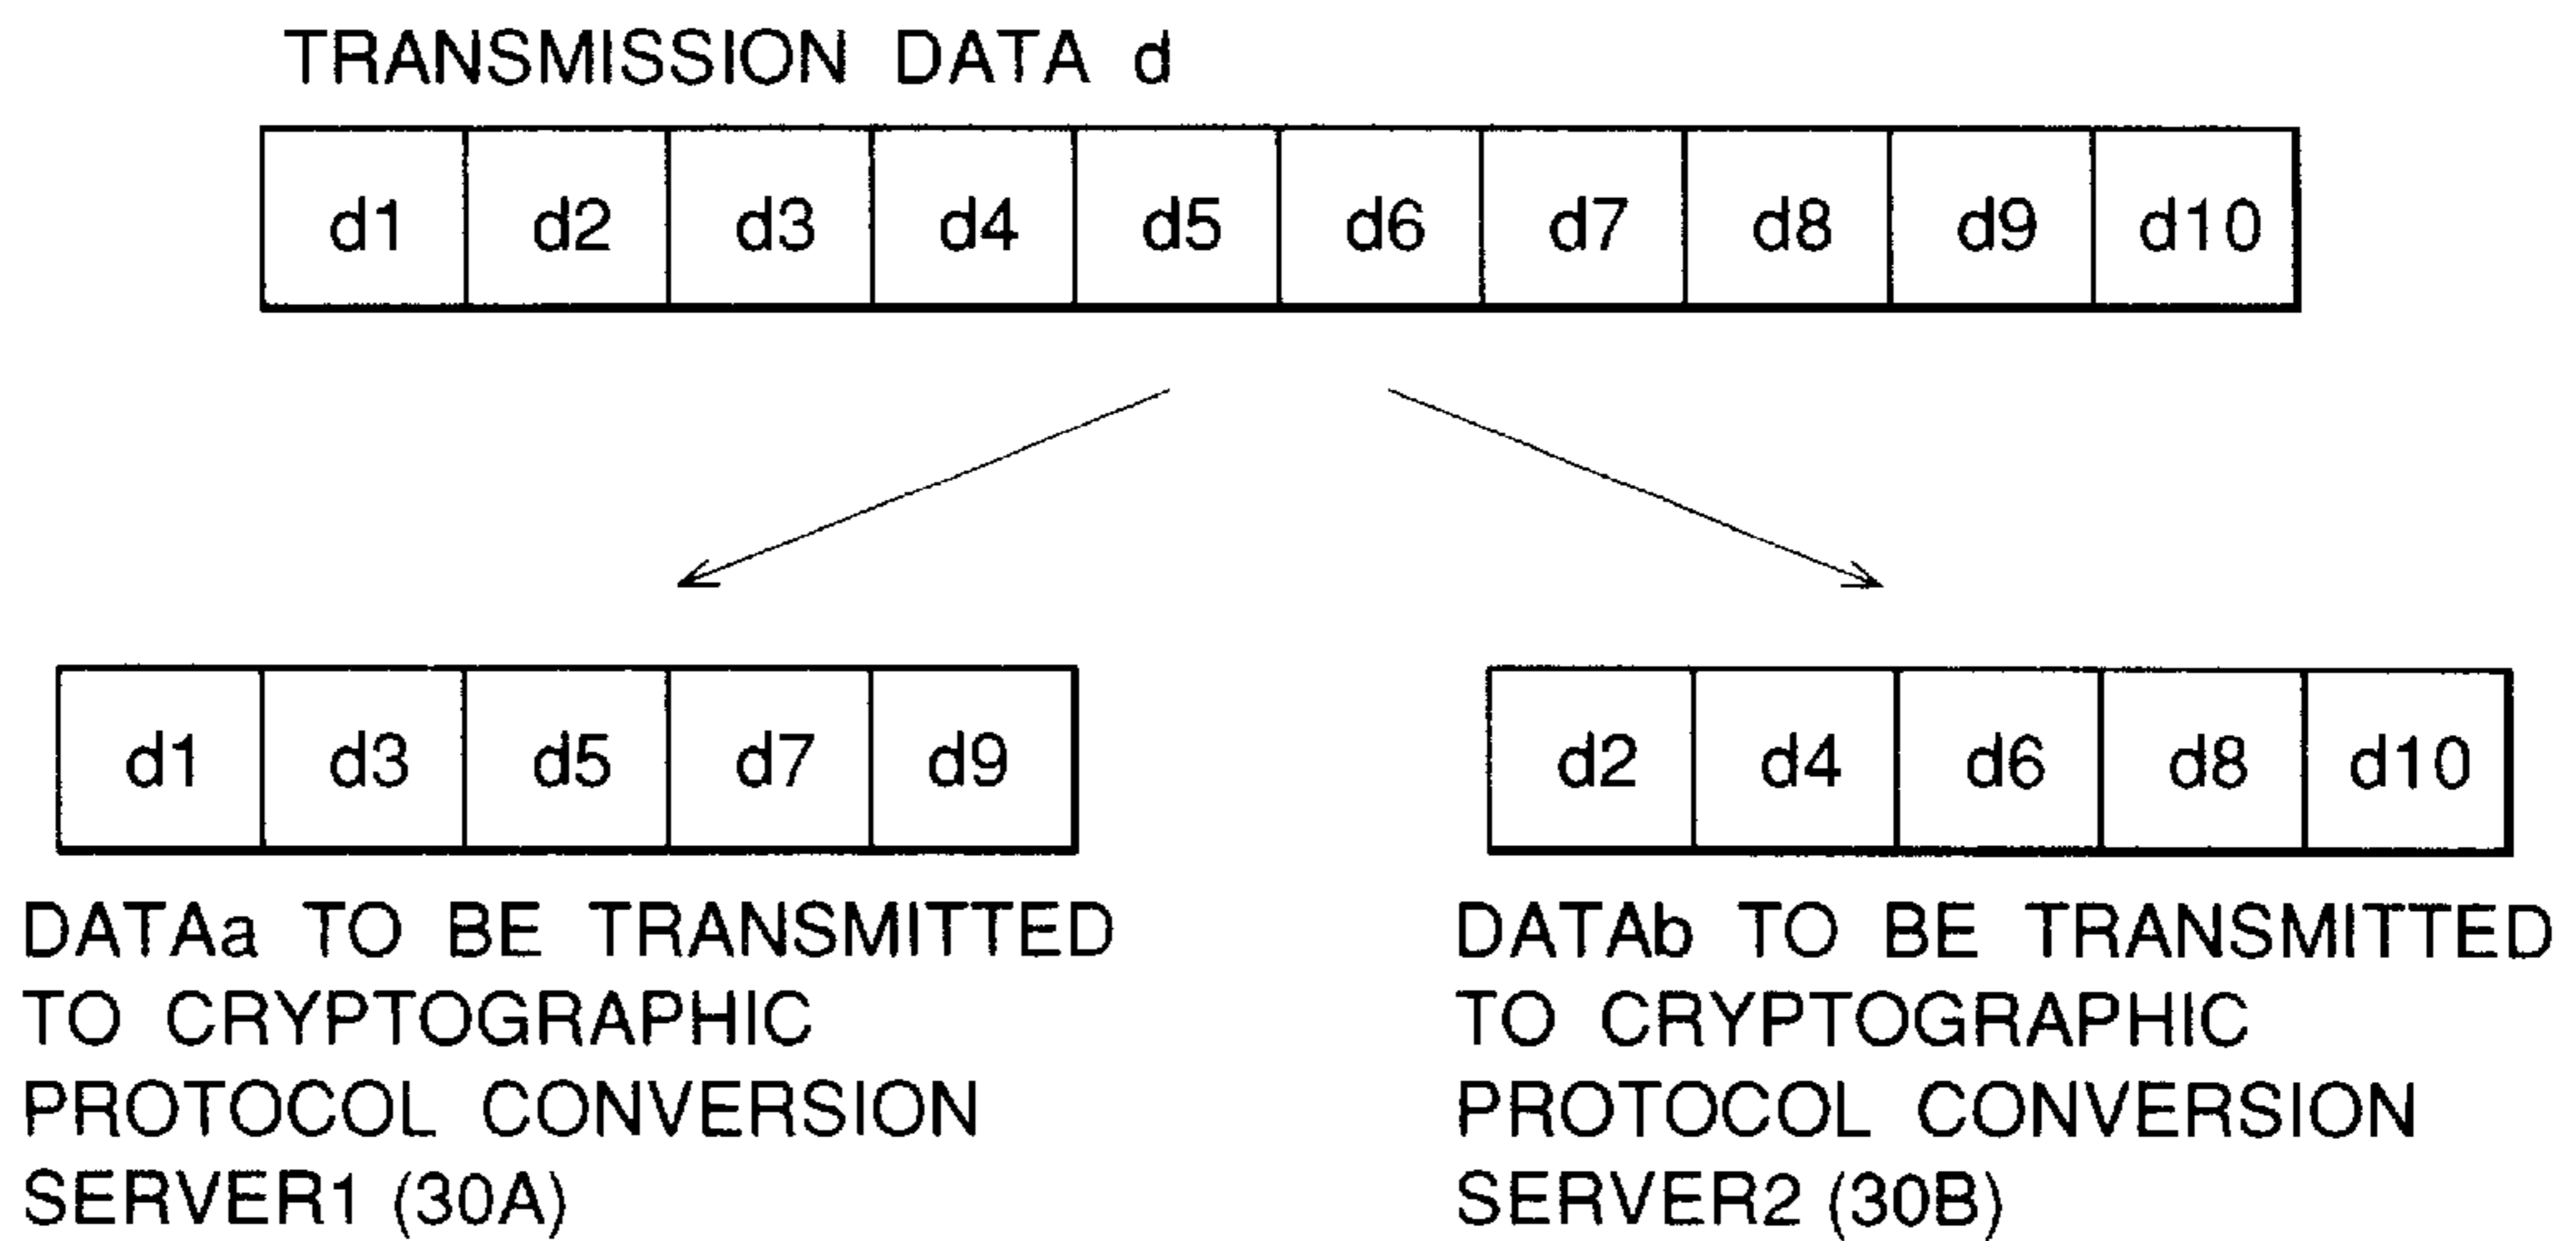 TRANSMISSION DATA d
d1 d2 d3 d4 d5 d6 d7 d8 d9 d10
d1 d3 d5 d7 d9
d2 d4 d6 d8 d10
DATAa TO BE TRANSMITTED
TO CRYPTOGRAPHIC
PROTOCOL CONVERSION
SERVER1 (30A)
DATAb TO BE TRANSMITTED
TO CRYPTOGRAPHIC
PROTOCOL CONVERSION
SERVER2 (30B)